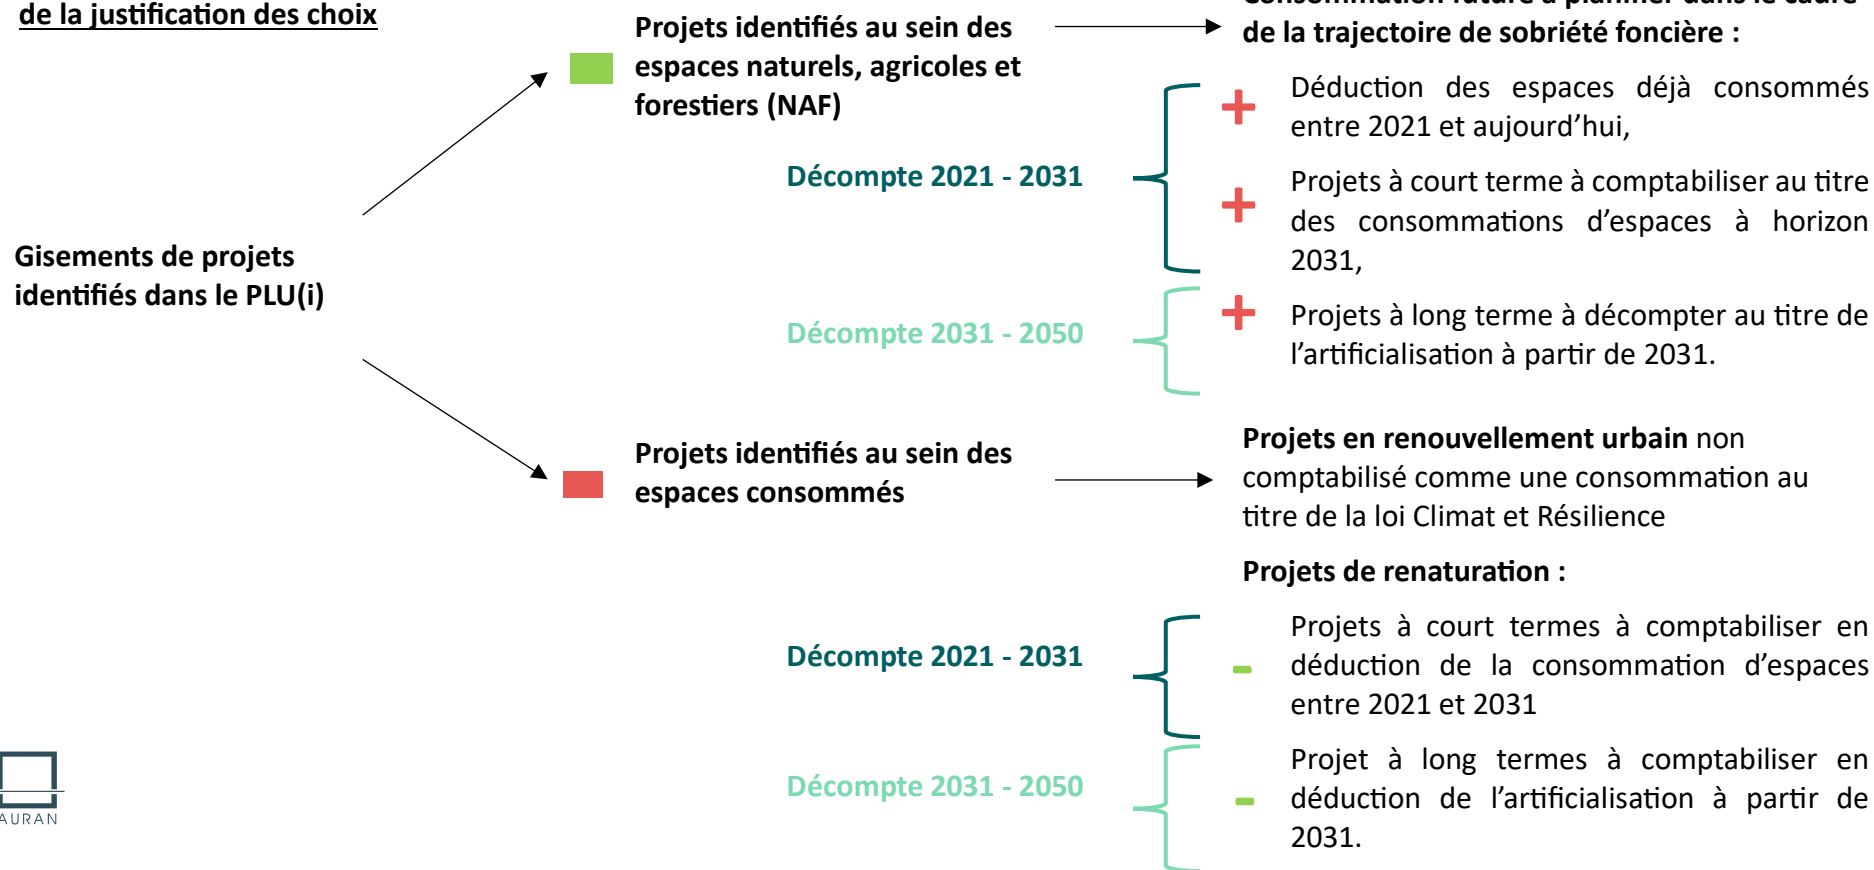 de la justification des choix
Gisements de projets
identifiés dans le PLU(i)
Projets identifiés au sein des
espaces naturels, agricoles et
forestiers (NAF)
Consommation future à planifier dans le cadre
de la trajectoire de sobriété foncière :
Décompte 2021 - 2031
+ Déduction des espaces déjà consommés
entre 2021 et aujourd’hui,
+ Projets à court terme à comptabiliser au titre
des consommations d’espaces à horizon
2031,
Décompte 2031 - 2050
+ Projets à long terme à décompter au titre de
l’artificialisation à partir de 2031.
Projets identifiés au sein des
espaces consommés
Projets en renouvellement urbain non
comptabilisé comme une consommation au
titre de la loi Climat et Résilience
Projets de renaturation :
Décompte 2021 - 2031
- Projets à court termes à comptabiliser en
déduction de la consommation d’espaces
entre 2021 et 2031
Décompte 2031 - 2050
- Projet à long termes à comptabiliser en
déduction de l’artificialisation à partir de
2031.
AURAN